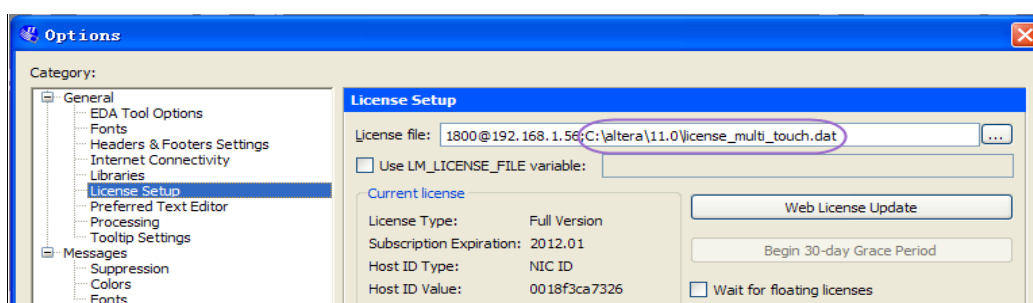 Options
Category:
General
EDA Tool Options
Fonts
Headers & Footers Settings
Internet Connectivity
Libraries
License Setup
Preferred Text Editor
Processing
Tooltip Settings
Messages
Suppression
Colors
Fonts
License Setup
License file: 1800@192.168.1.56;C:\altera\11.0\license_multi_touch.dat ...
Use LM_LICENSE_FILE variable:
Current license
License Type: Full Version
Subscription Expiration: 2012.01
Host ID Type: NIC ID
Host ID Value: 0018f3ca7326
Web License Update
Begin 30-day Grace Period
Wait for floating licenses